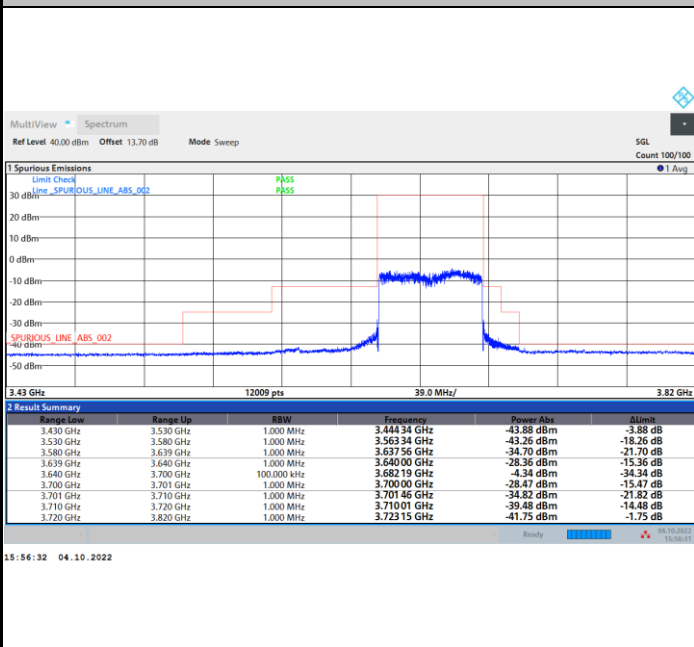 MultiView Spectrum
Ref Level 40.00 dBm Offset 13.70 dB Mode Sweep SGL
Count 100/100
1 Spurious Emissions 1 Avg
Limit Check PASS
Line _SPURIOUS_LINE_ABS_002 PASS
30 dBm
20 dBm
10 dBm
0 dBm
-10 dBm
-20 dBm
-30 dBm
SPURIOUS_LINE_ABS_002
-40 dBm
-50 dBm
3.43 GHz 12009 pts 39.0 MHz/ 3.82 GHz
2 Result Summary
Range Low Range Up RBW Frequency Power Abs ΔLimit
3.430 GHz 3.530 GHz 1.000 MHz 3.444 34 GHz -43.88 dBm -3.88 dB
3.530 GHz 3.580 GHz 1.000 MHz 3.563 34 GHz -43.26 dBm -18.26 dB
3.580 GHz 3.639 GHz 1.000 MHz 3.637 56 GHz -34.70 dBm -21.70 dB
3.639 GHz 3.640 GHz 1.000 MHz 3.640 00 GHz -28.36 dBm -15.36 dB
3.640 GHz 3.700 GHz 100.000 kHz 3.682 19 GHz -4.34 dBm -34.34 dB
3.700 GHz 3.701 GHz 1.000 MHz 3.700 00 GHz -28.47 dBm -15.47 dB
3.701 GHz 3.710 GHz 1.000 MHz 3.701 46 GHz -34.82 dBm -21.82 dB
3.710 GHz 3.720 GHz 1.000 MHz 3.710 01 GHz -39.48 dBm -14.48 dB
3.720 GHz 3.820 GHz 1.000 MHz 3.723 15 GHz -41.75 dBm -1.75 dB
Ready 04.10.2022
15:56:31
15:56:32 04.10.2022